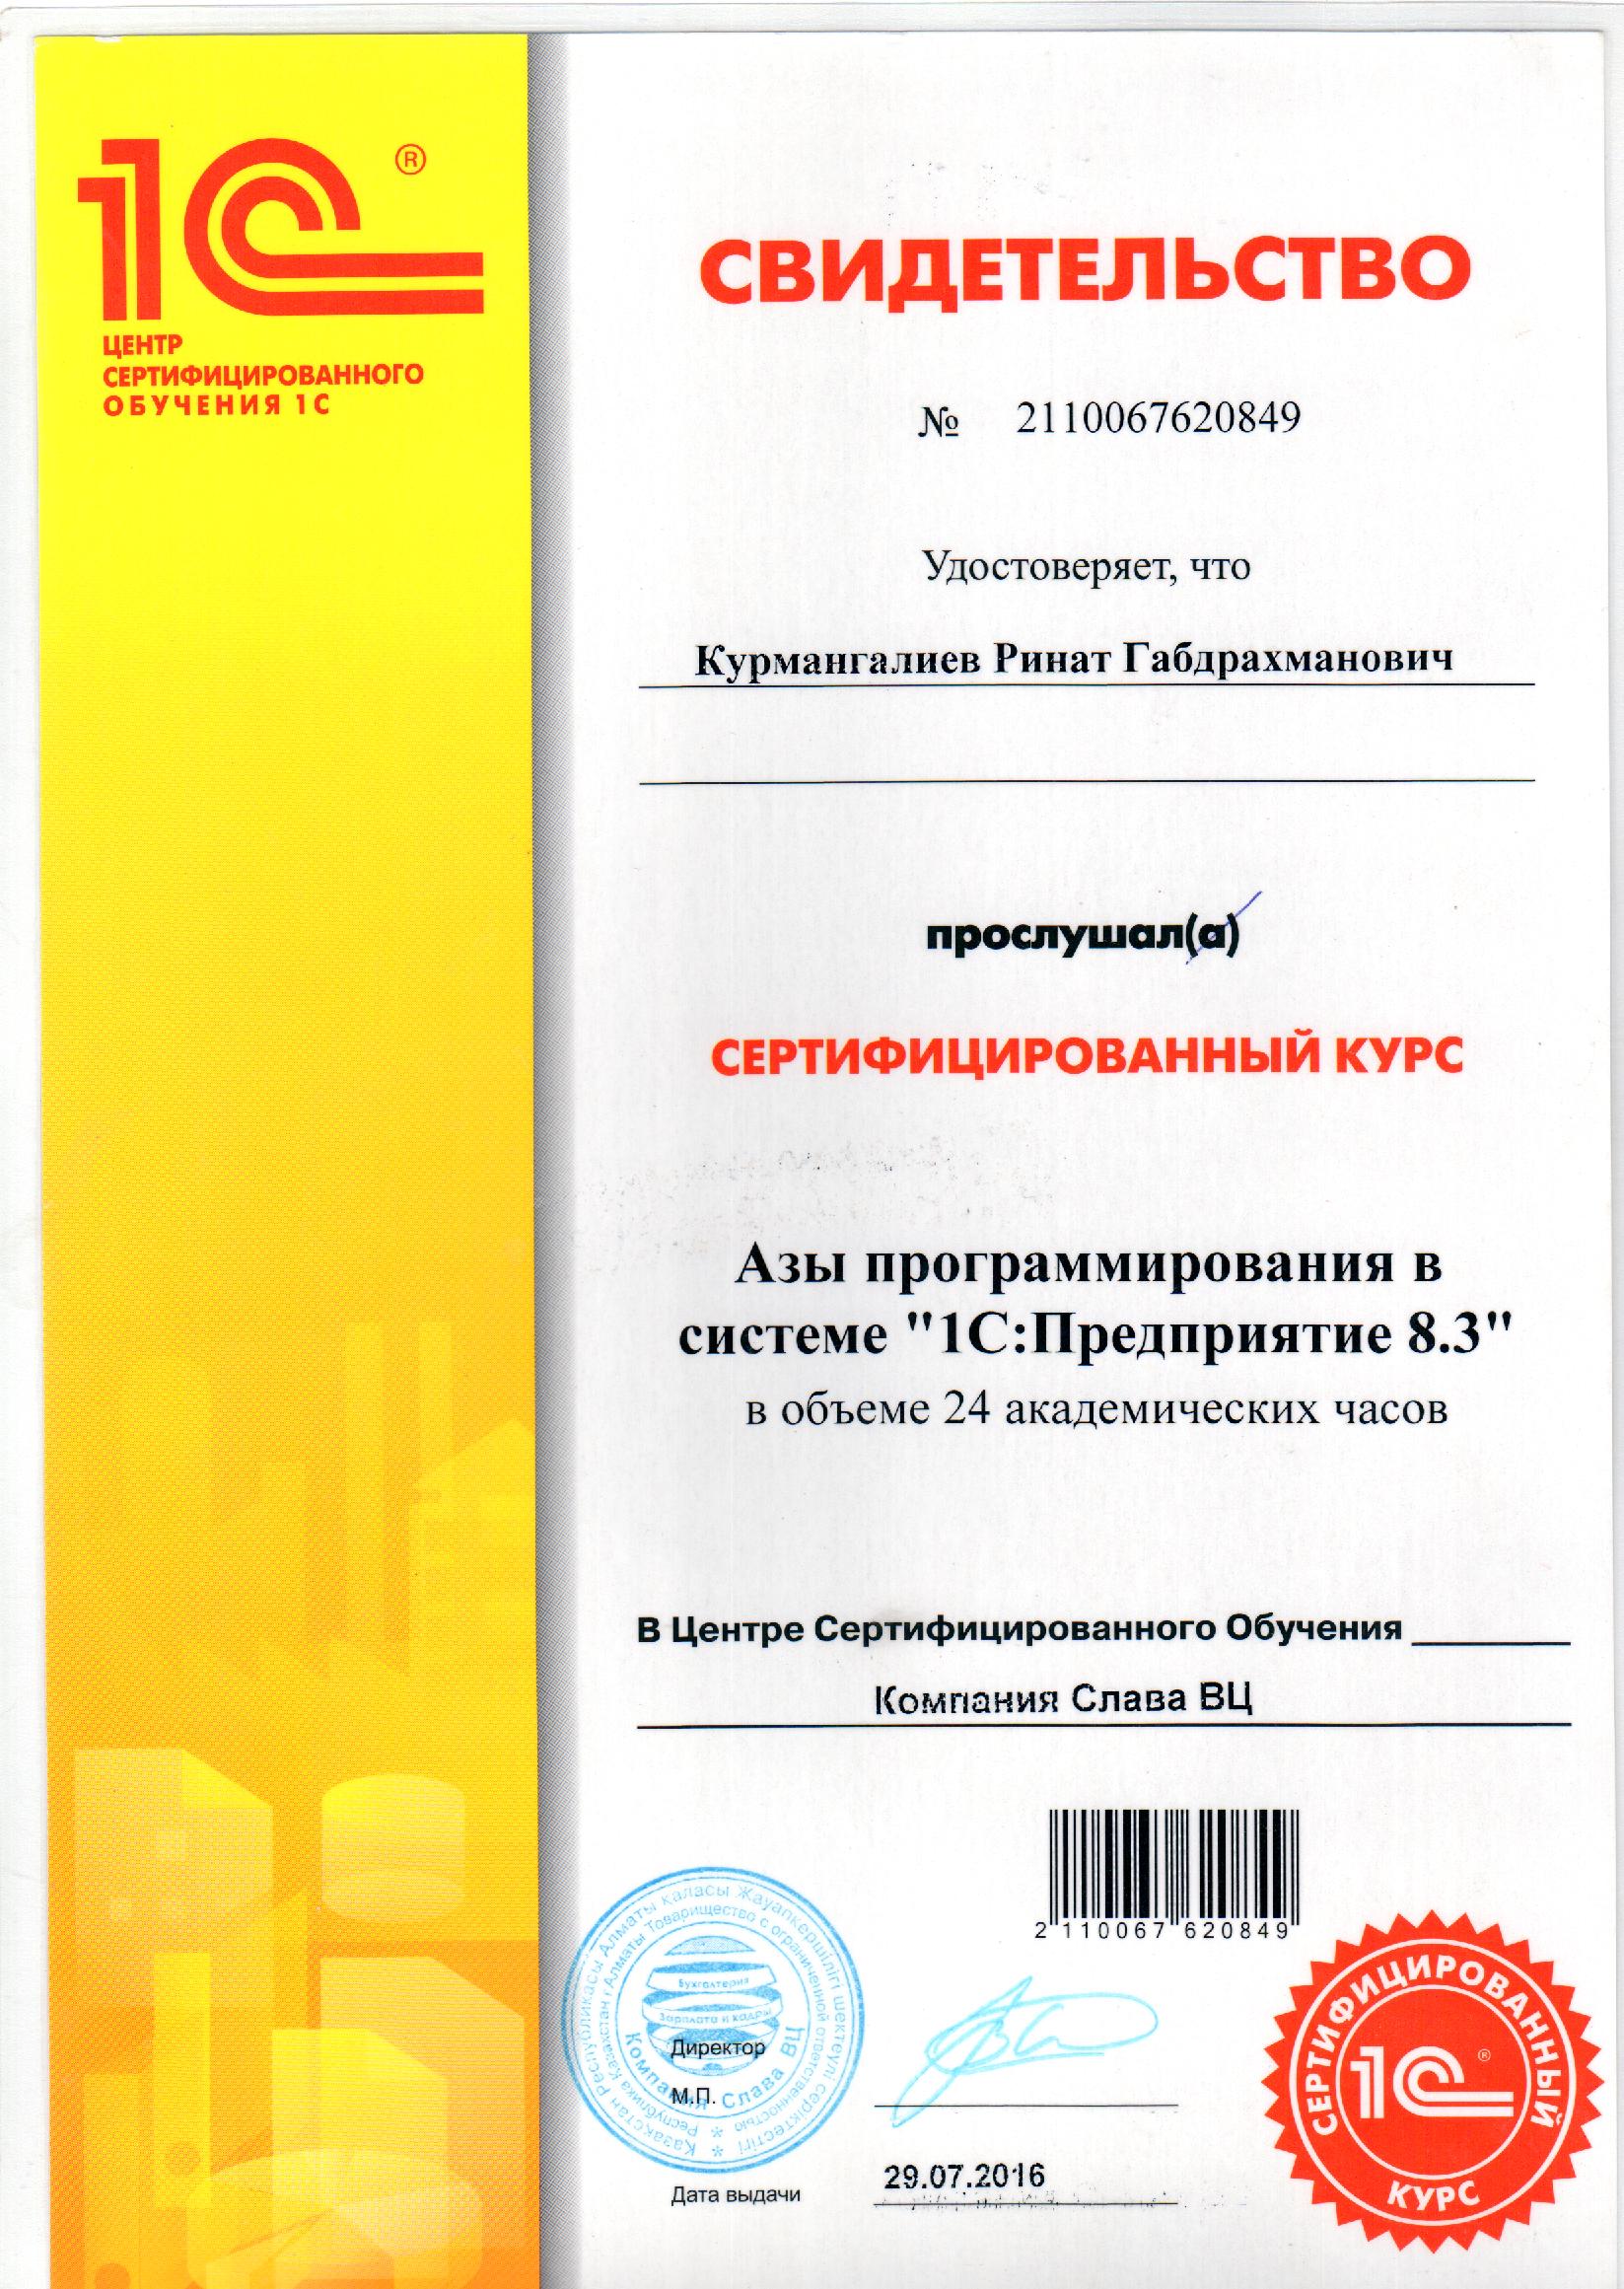 1С ®
ЦЕНТР
СЕРТИФИЦИРОВАННОГО
ОБУЧЕНИЯ 1С
СВИДЕТЕЛЬСТВО
№ 2110067620849
Удостоверяет, что
Курмангалиев Ринат Габдрахманович
прослушал(а)
СЕРТИФИЦИРОВАННЫЙ КУРС
Азы программирования в
системе "1С:Предприятие 8.3"
в объеме 24 академических часов
В Центре Сертифицированного Обучения
Компания Слава ВЦ
2 110067 620849
Қазақстан Республикасы Алматы қаласы Жауапкершілігі шектеулі серіктестігі
Республика Казахстан г.Алматы Товарищество с ограниченной ответственностью
Бухгалтерия
Зарплата и кадры
Компания Слава ВЦ
Директор
М.П.
Дата выдачи 29.07.2016
СЕРТИФИЦИРОВАННЫЙ
1С ®
КУРС